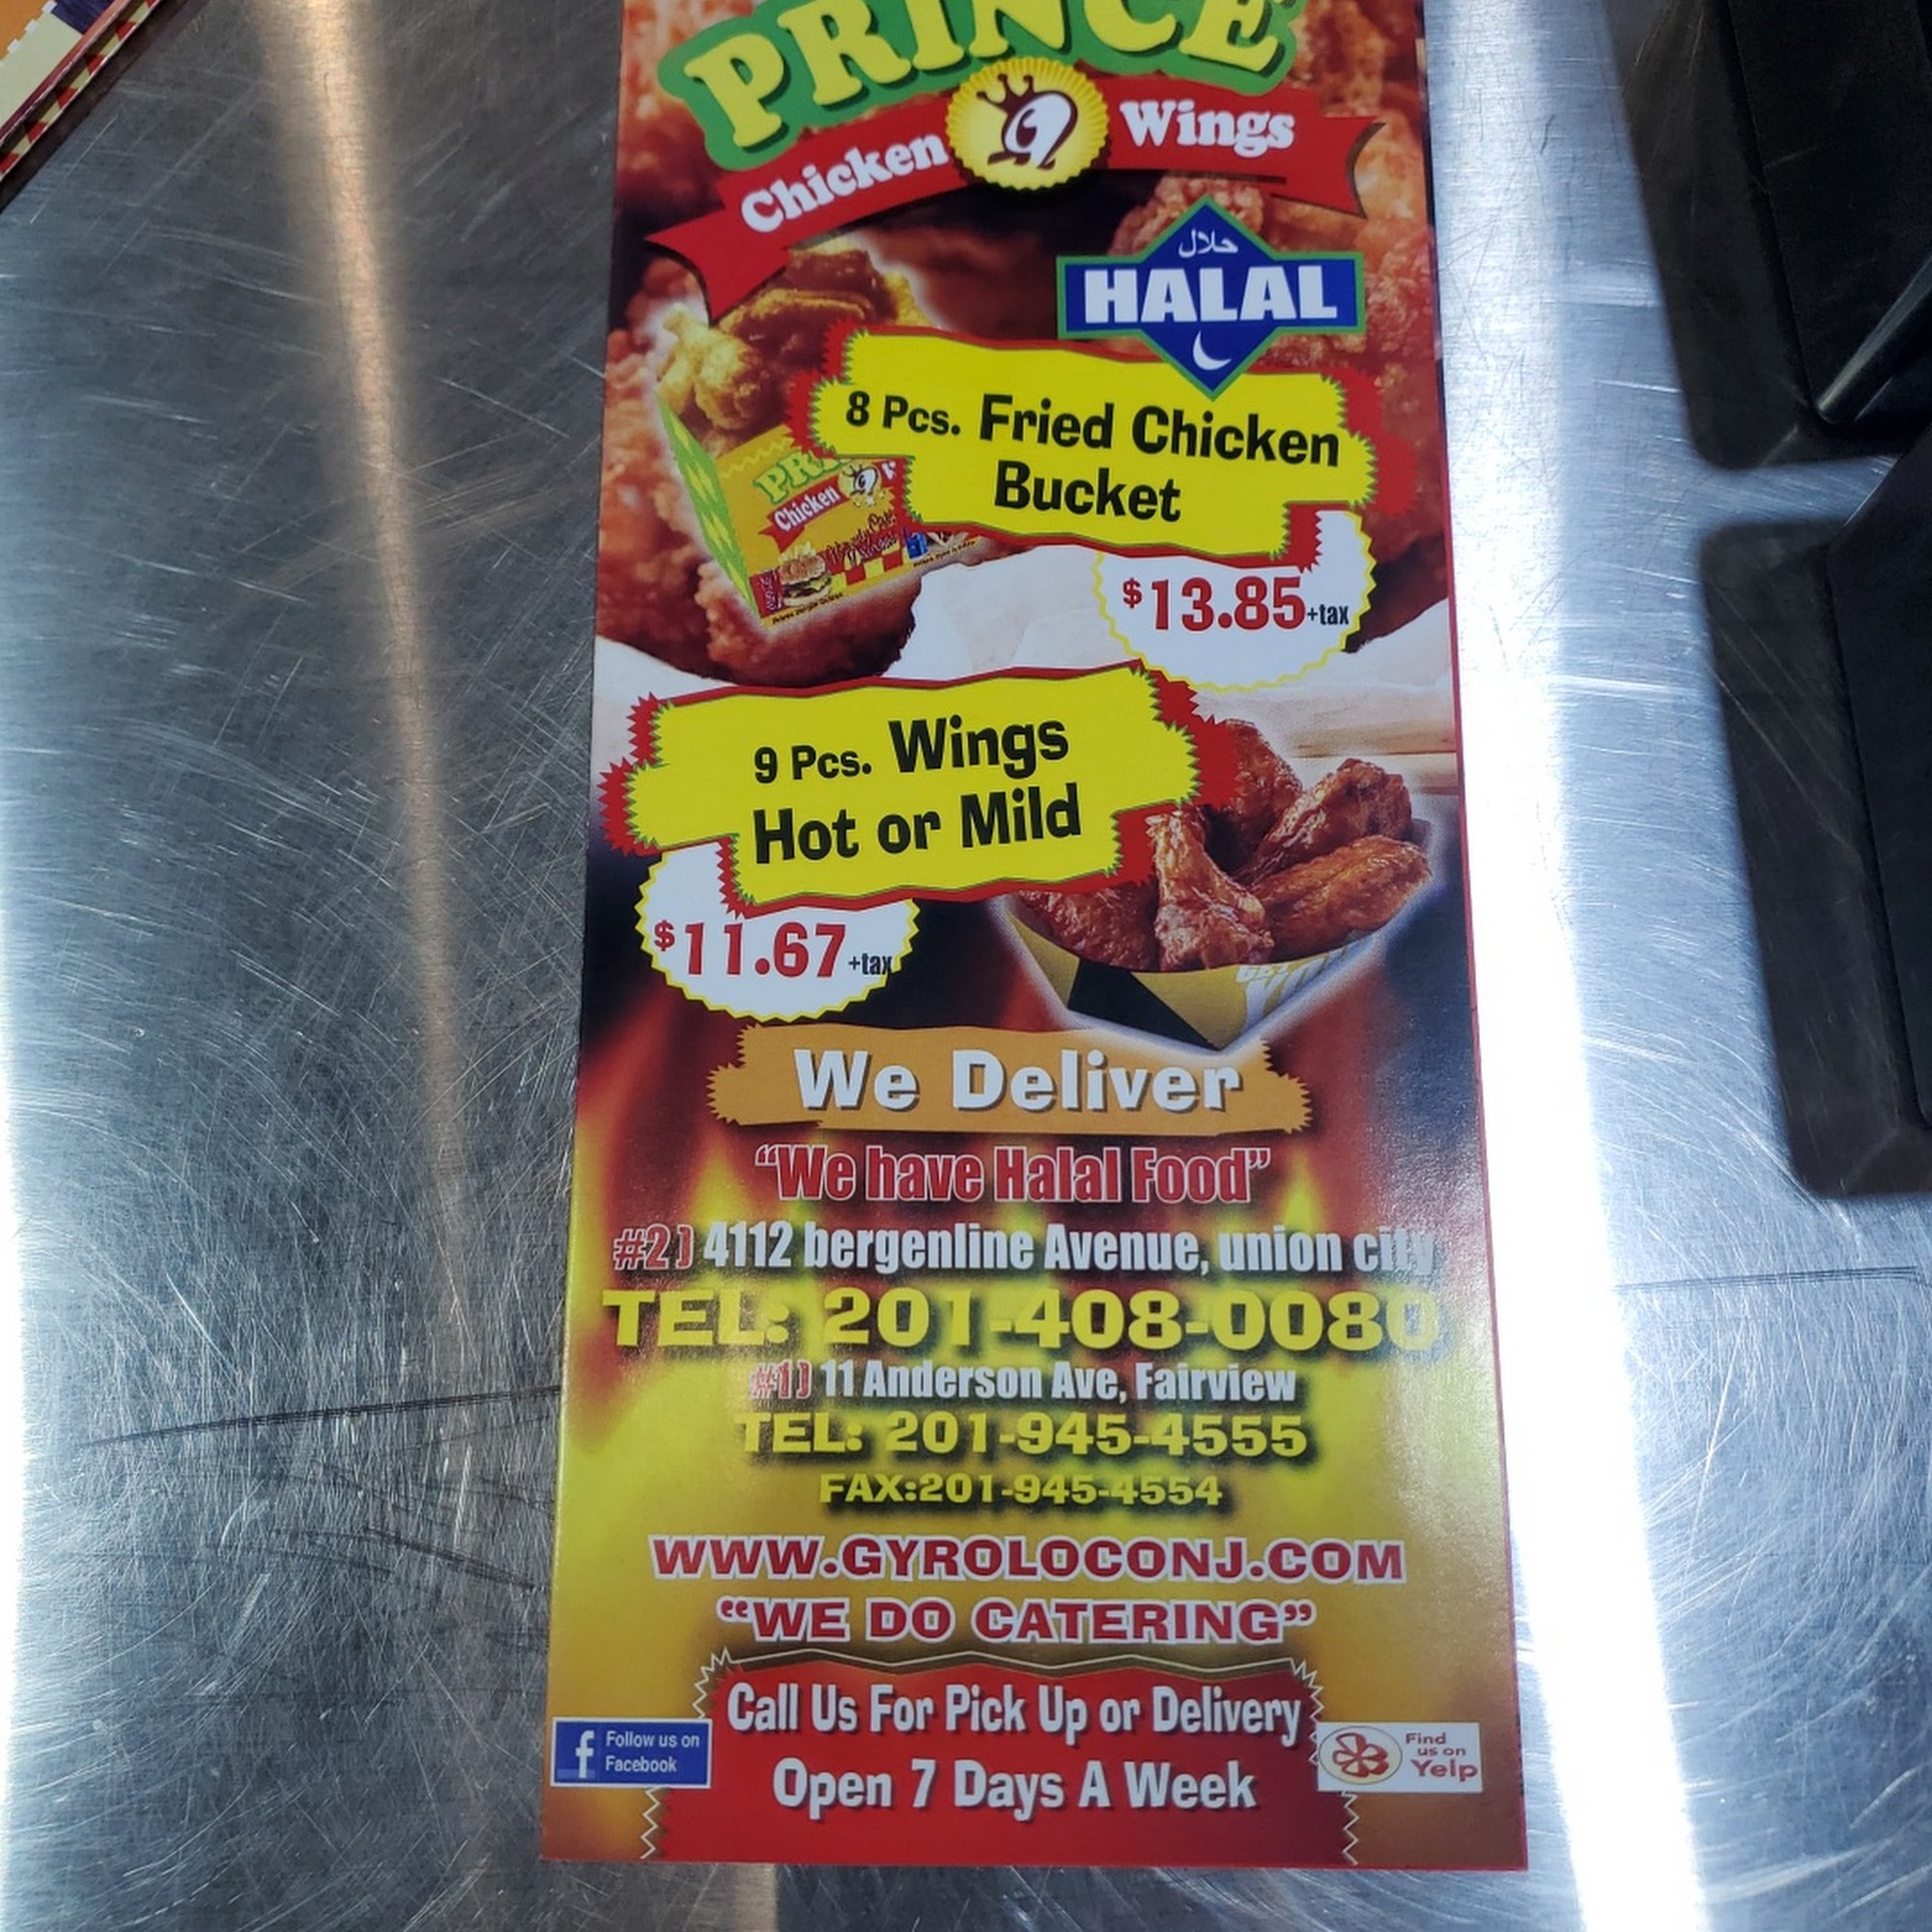 PRINCE
Chicken Wings
حلال
HALAL
8 Pcs. Fried Chicken
Bucket
Chicken
$13.85+tax
9 Pcs. Wings
Hot or Mild
$11.67+tax
We Deliver
“We have Halal Food”
#2) 4112 bergenline Avenue, union city
TEL: 201-408-0080
#1) 11 Anderson Ave, Fairview
TEL: 201-945-4555
FAX:201-945-4554
WWW.GYROLOCONJ.COM
“WE DO CATERING”
Call Us For Pick Up or Delivery
Open 7 Days A Week
f Follow us on
Facebook
Find
us on
Yelp